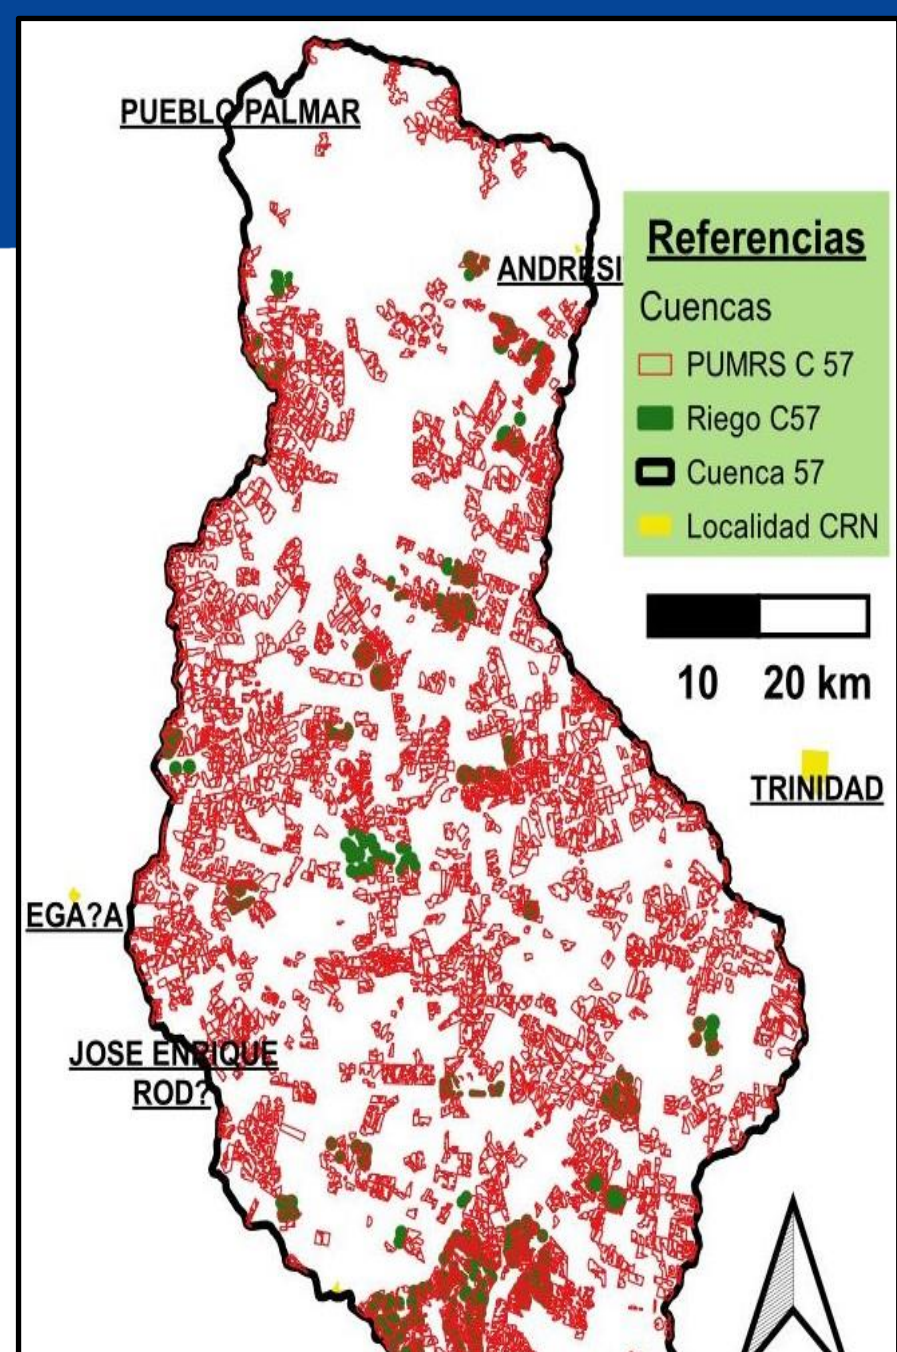 PUEBLO PALMAR
ANDRESI
Referencias
Cuencas
PUMRS C 57
Riego C57
Cuenca 57
Localidad CRN
10 20 km
TRINIDAD
EGA?A
JOSE ENRIQUE
ROD?